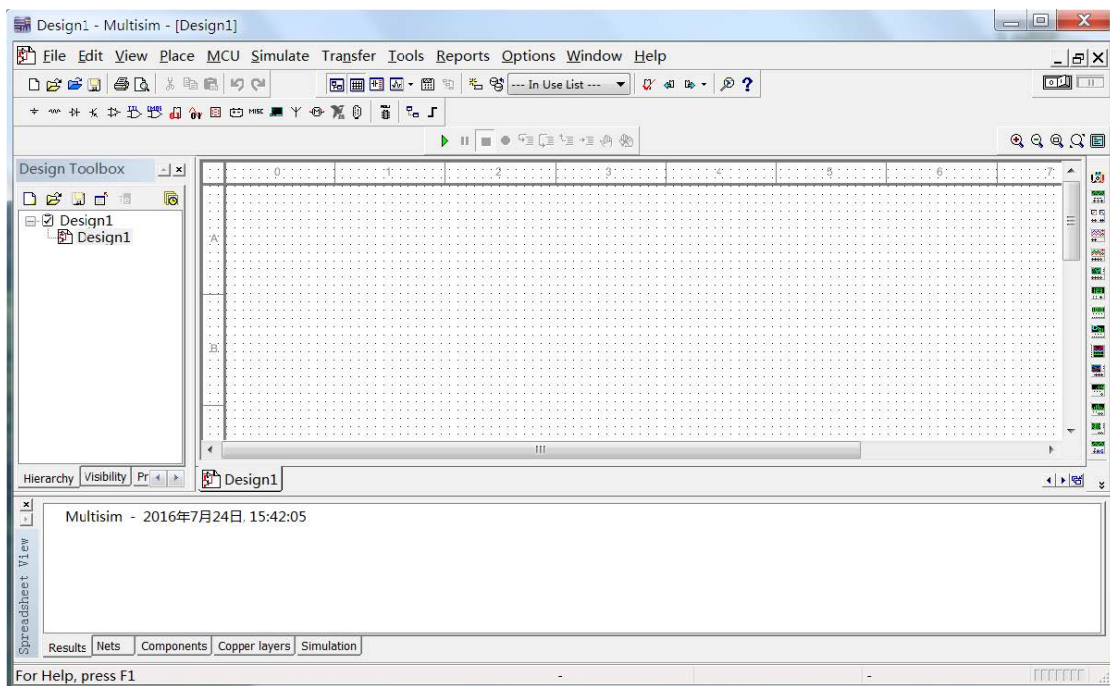 Design1 - Multisim - [Design1]
File Edit View Place MCU Simulate Transfer Tools Reports Options Window Help
--- In Use List ---
MISC
Design Toolbox
0 1 2 3 4 5 6 7
Design1
Design1
A
B
Hierarchy Visibility Pr
Design1
Multisim - 2016年7月24日, 15:42:05
Spreadsheet View
Results Nets Components Copper layers Simulation
For Help, press F1 - -